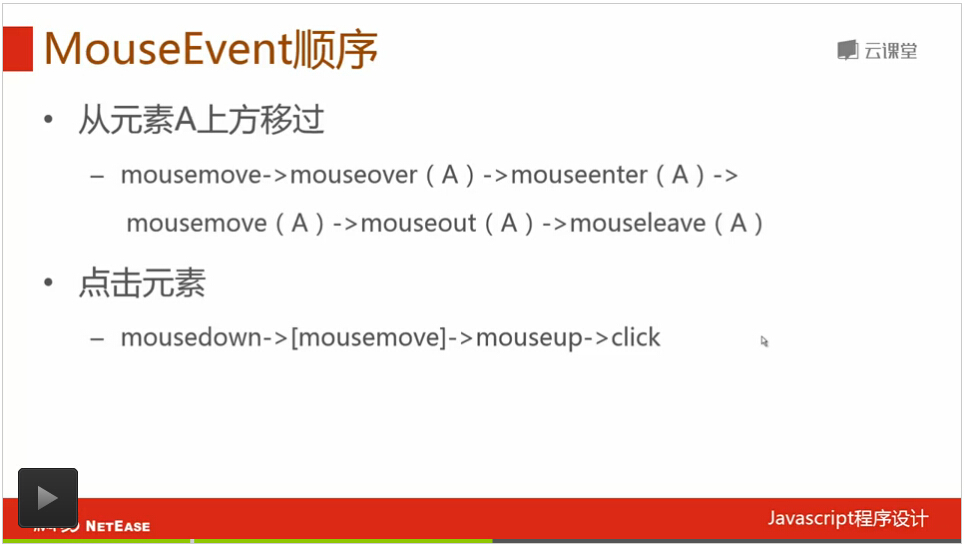 MouseEvent顺序
云课堂
• 从元素A上方移过
– mousemove->mouseover（A）->mouseenter（A）->
mousemove（A）->mouseout（A）->mouseleave（A）
• 点击元素
– mousedown->[mousemove]->mouseup->click
NETEASE
Javascript程序设计